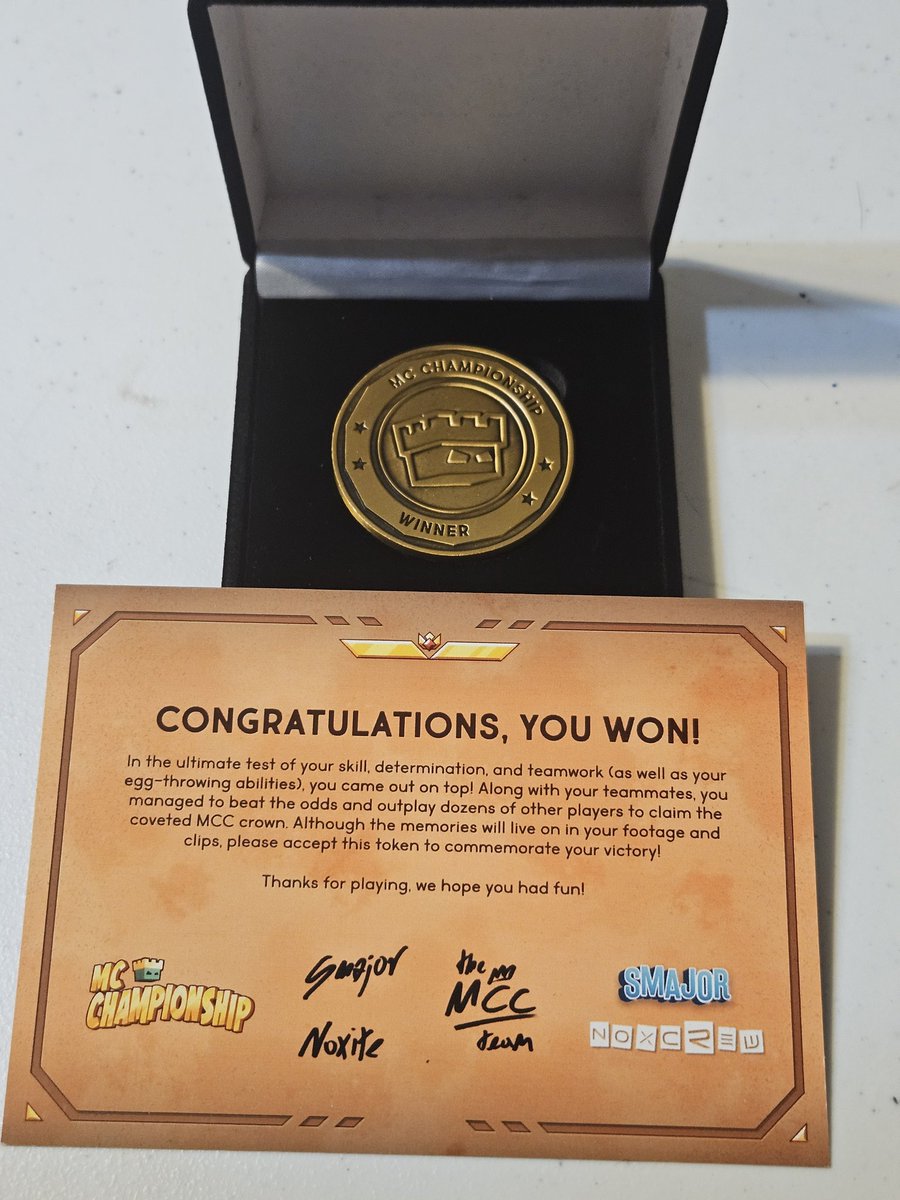 MC CHAMPIONSHIP
WINNER
CONGRATULATIONS, YOU WON!
In the ultimate test of your skill, determination, and teamwork (as well as your
egg-throwing abilities), you came out on top! Along with your teammates, you
managed to beat the odds and outplay dozens of other players to claim the
coveted MCC crown. Although the memories will live on in your footage and
clips, please accept this token to commemorate your victory!
Thanks for playing, we hope you had fun!
MC
CHAMPIONSHIP
Smajor
Noxite
the
MCC
team
SMAJOR
NOXCREW